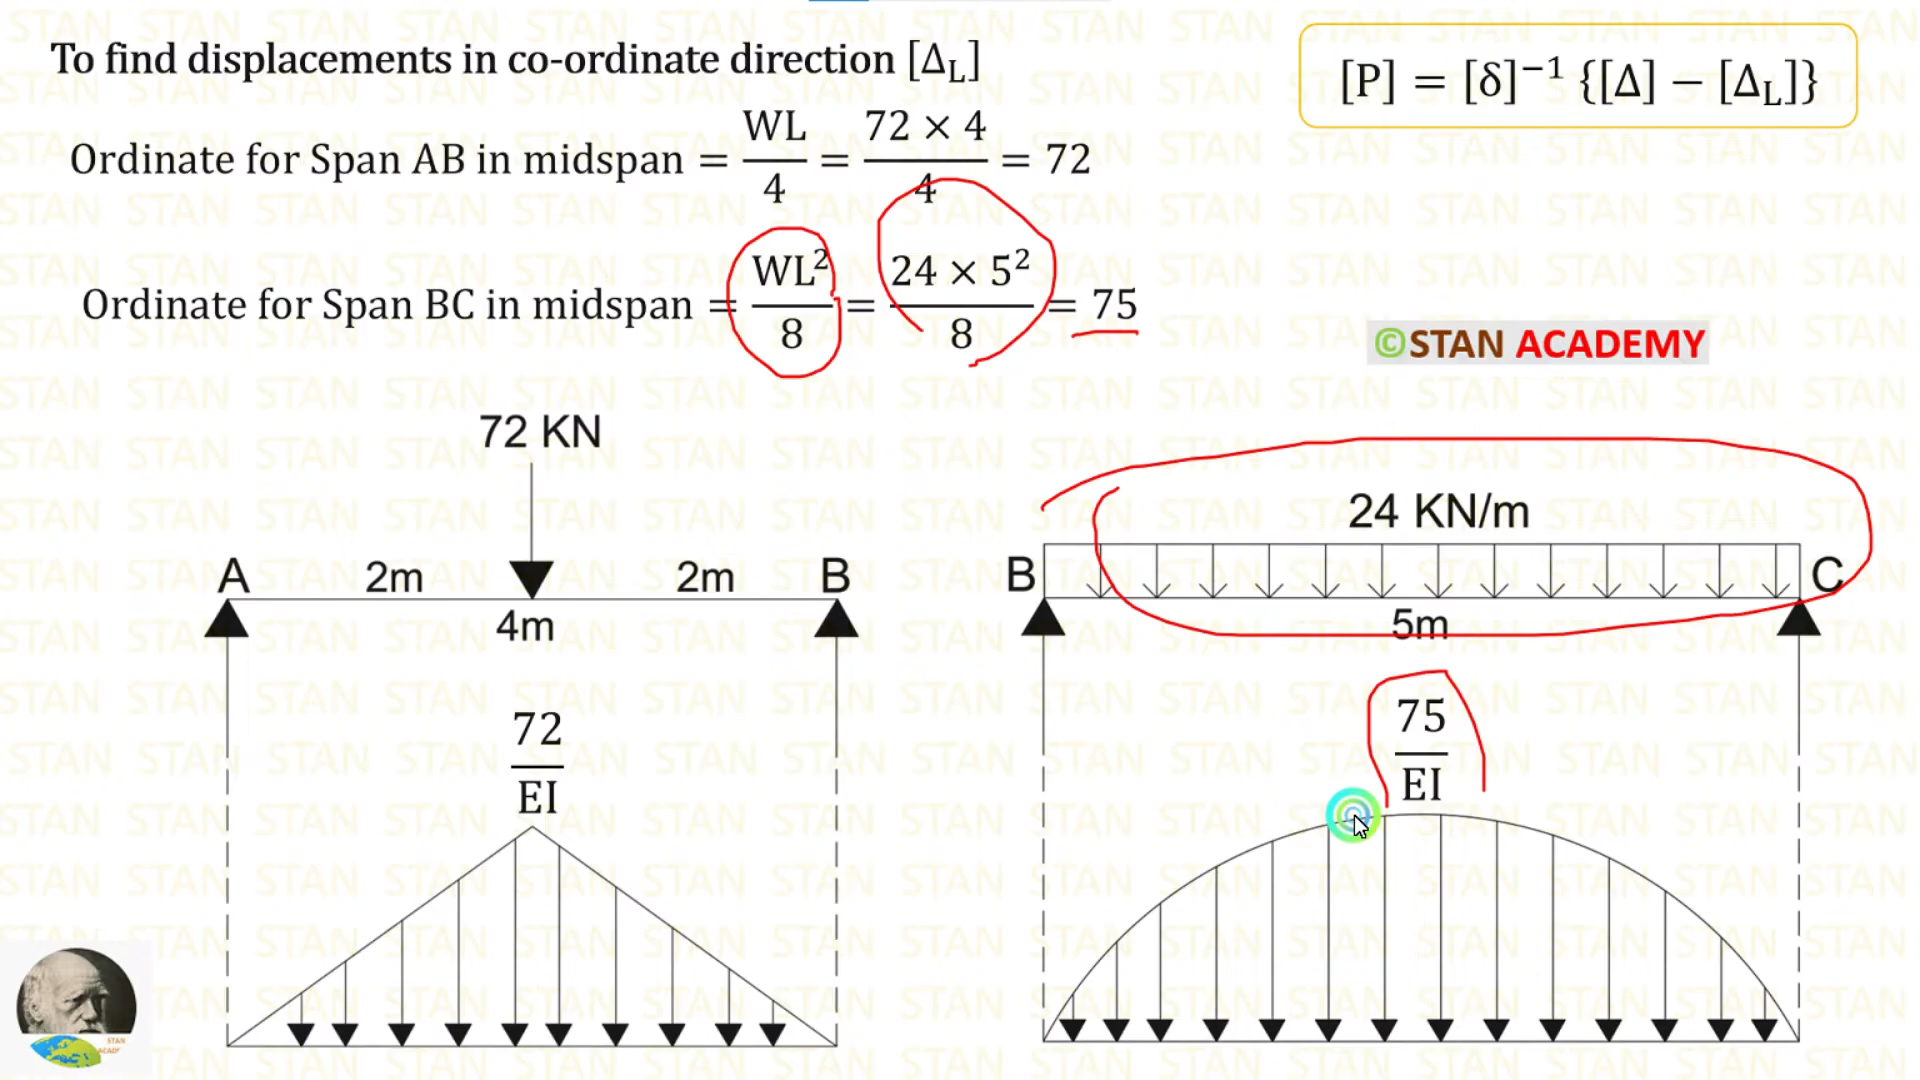 To find displacements in co-ordinate direction [Δ_L]
[P] = [δ]⁻¹ {[Δ] − [Δ_L]}
Ordinate for Span AB in midspan = WL/4 = 72 × 4/4 = 72
Ordinate for Span BC in midspan = WL²/8 = 24 × 5²/8 = 75
©STAN ACADEMY
72 KN
A 2m 2m B
4m
72/EI
24 KN/m
B C
5m
75/EI
STAN
ACADEMY